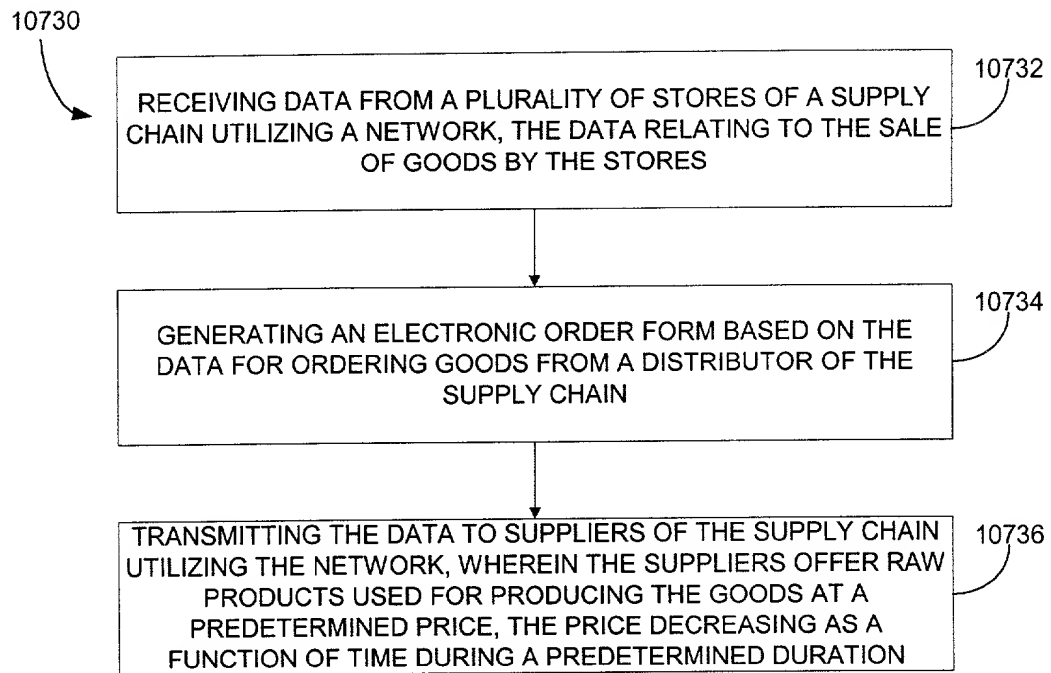 10730
10732
RECEIVING DATA FROM A PLURALITY OF STORES OF A SUPPLY
CHAIN UTILIZING A NETWORK, THE DATA RELATING TO THE SALE
OF GOODS BY THE STORES
10734
GENERATING AN ELECTRONIC ORDER FORM BASED ON THE
DATA FOR ORDERING GOODS FROM A DISTRIBUTOR OF THE
SUPPLY CHAIN
10736
TRANSMITTING THE DATA TO SUPPLIERS OF THE SUPPLY CHAIN
UTILIZING THE NETWORK, WHEREIN THE SUPPLIERS OFFER RAW
PRODUCTS USED FOR PRODUCING THE GOODS AT A
PREDETERMINED PRICE, THE PRICE DECREASING AS A
FUNCTION OF TIME DURING A PREDETERMINED DURATION